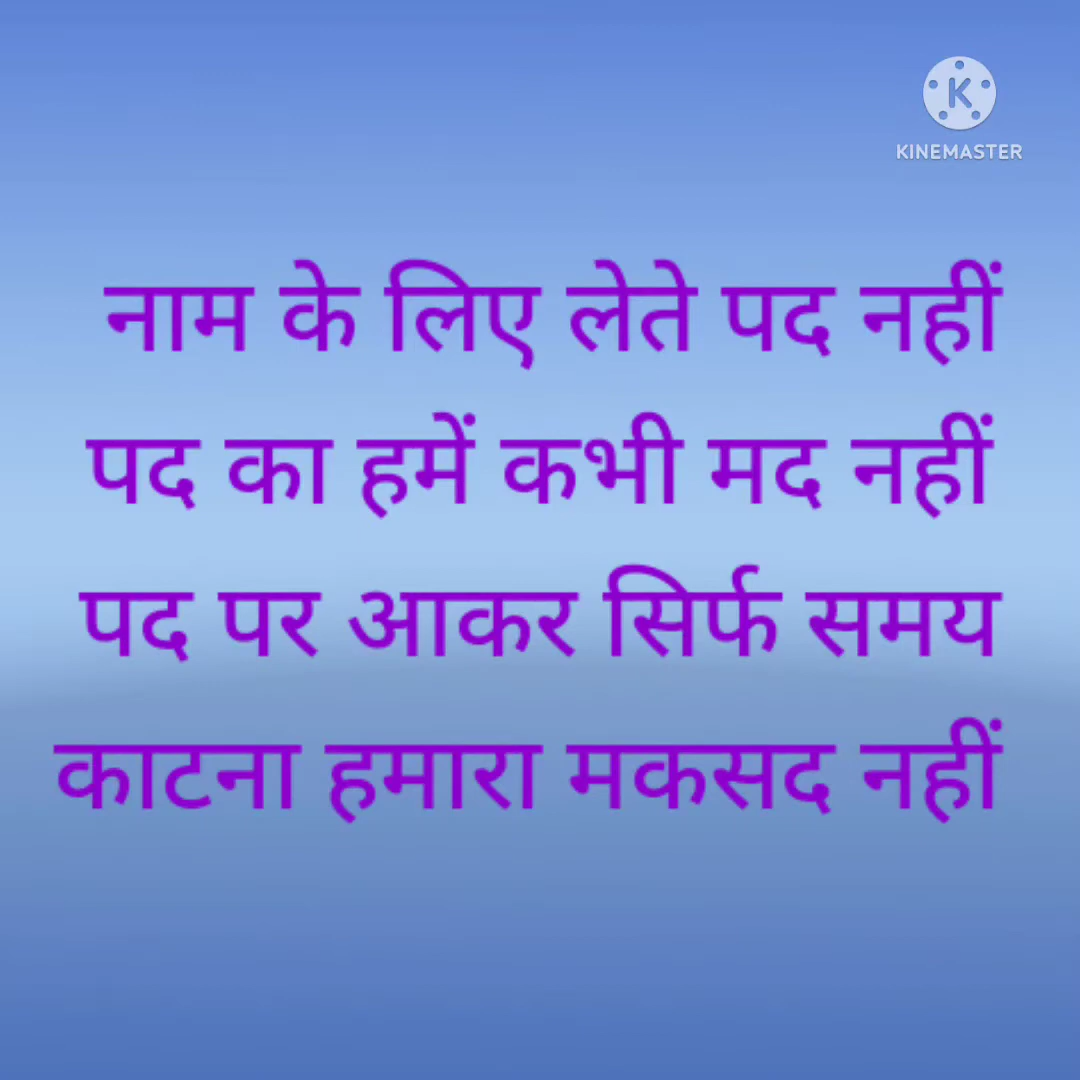 KINEMASTER
नाम के लिए लेते पद नहीं
पद का हमें कभी मद नहीं
पद पर आकर सिर्फ समय
काटना हमारा मकसद नहीं